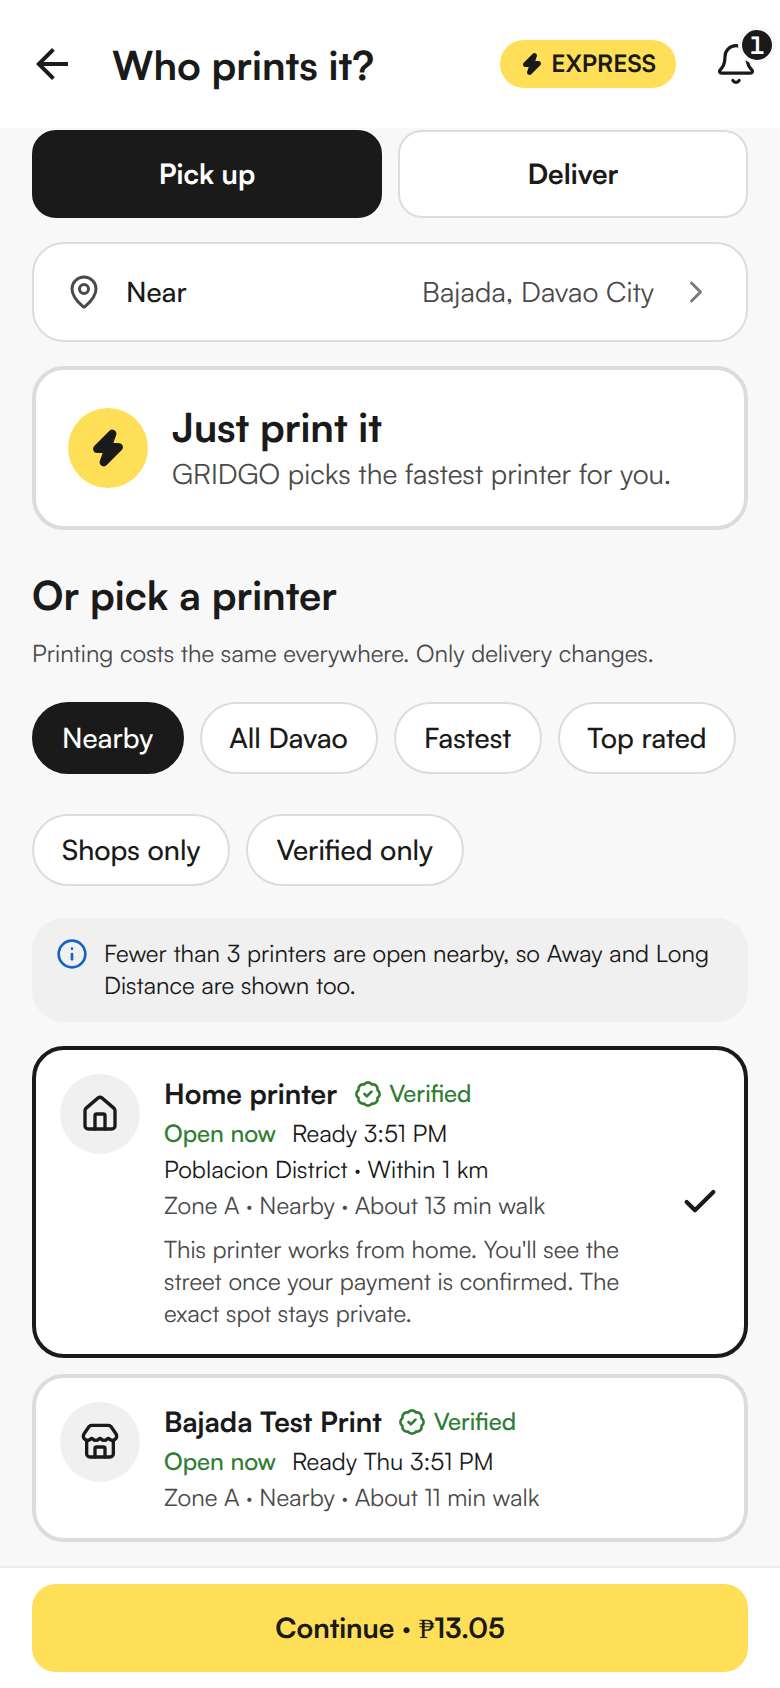 Who prints it?
EXPRESS
1
Pick up
Deliver
Near
Bajada, Davao City
Just print it
GRIDGO picks the fastest printer for you.
Or pick a printer
Printing costs the same everywhere. Only delivery changes.
Nearby
All Davao
Fastest
Top rated
Shops only
Verified only
Fewer than 3 printers are open nearby, so Away and Long
Distance are shown too.
Home printer Verified
Open now Ready 3:51 PM
Poblacion District • Within 1 km
Zone A • Nearby • About 13 min walk
This printer works from home. You'll see the
street once your payment is confirmed. The
exact spot stays private.
Bajada Test Print Verified
Open now Ready Thu 3:51 PM
Zone A • Nearby • About 11 min walk
Continue • ₱13.05